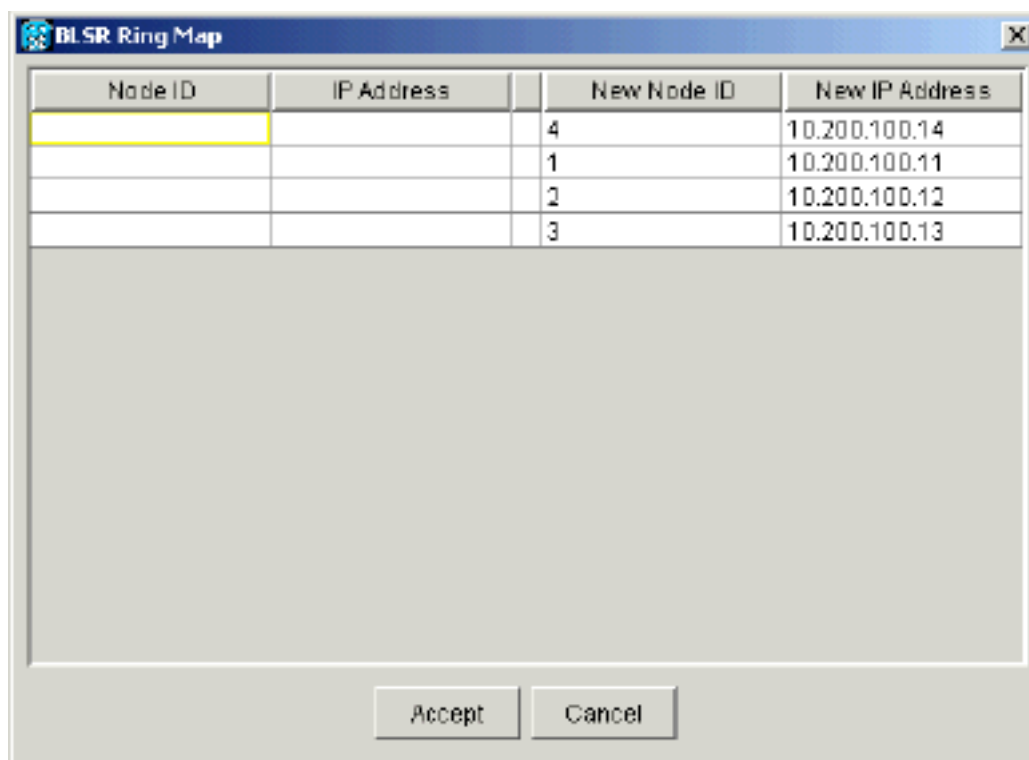 BLSR Ring Map
Node ID IP Address New Node ID New IP Address
4 10.200.100.14
1 10.200.100.11
2 10.200.100.12
3 10.200.100.13
Accept Cancel